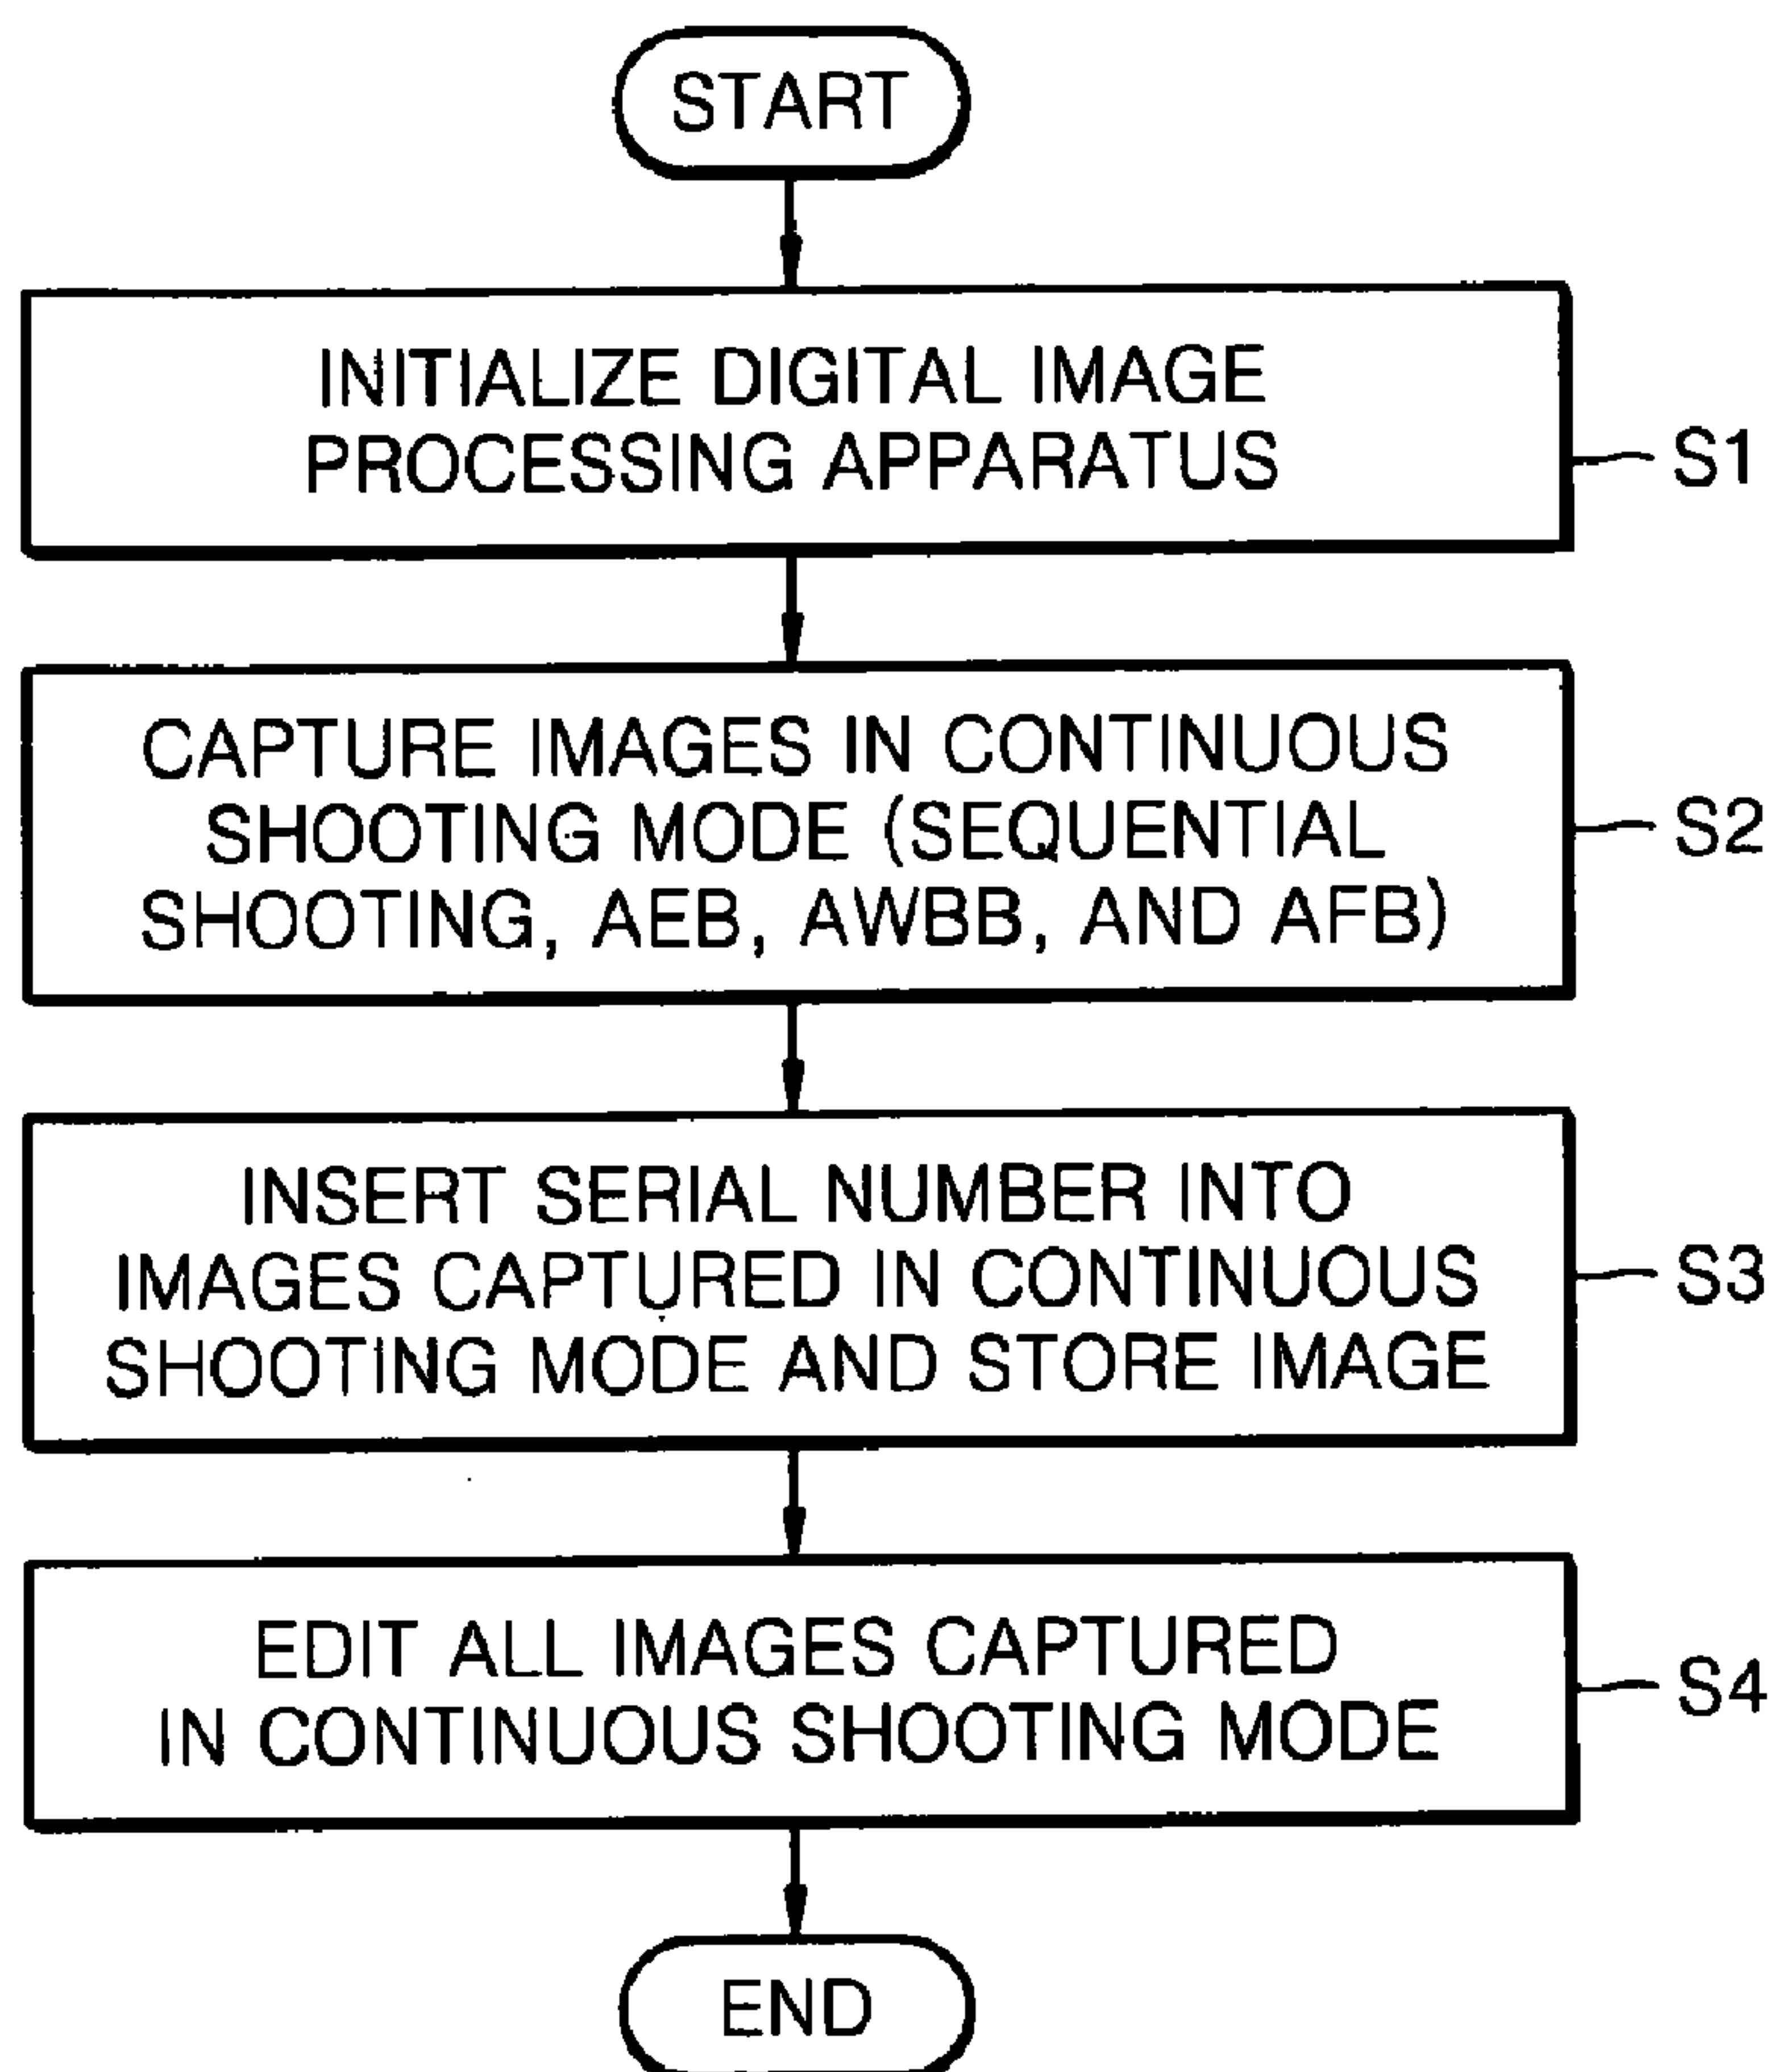 START
INITIALIZE DIGITAL IMAGE
PROCESSING APPARATUS
S1
CAPTURE IMAGES IN CONTINUOUS
SHOOTING MODE (SEQUENTIAL
SHOOTING, AEB, AWBB, AND AFB)
S2
INSERT SERIAL NUMBER INTO
IMAGES CAPTURED IN CONTINUOUS
SHOOTING MODE AND STORE IMAGE
S3
EDIT ALL IMAGES CAPTURED
IN CONTINUOUS SHOOTING MODE
S4
END